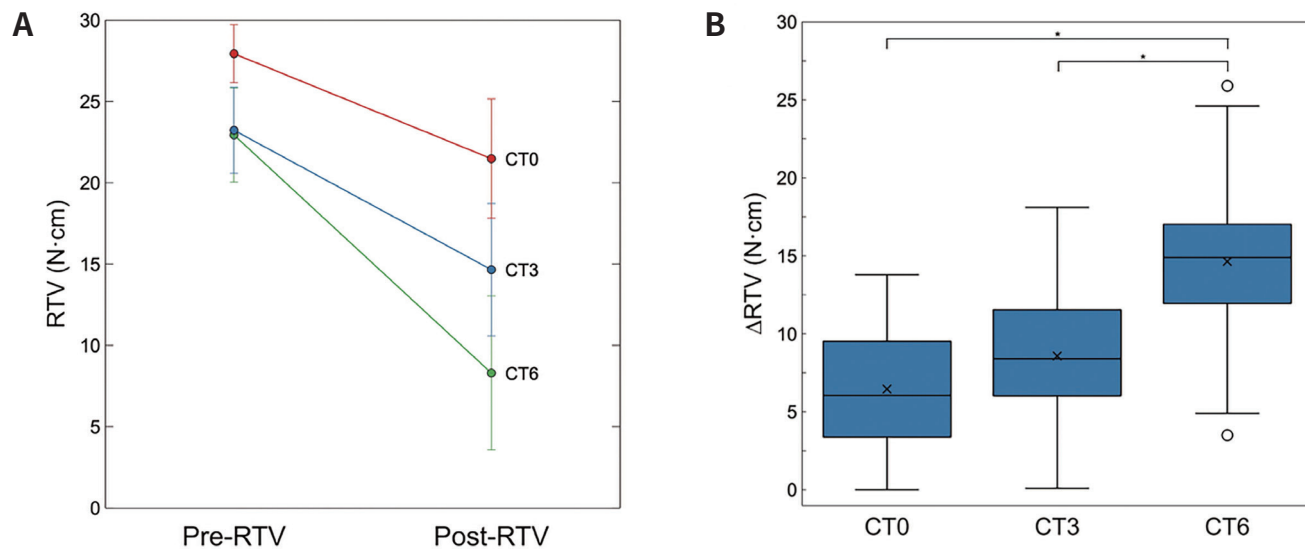 A
30
25
20
15
10
5
0
RTV (N·cm)
CT0
CT3
CT6
Pre-RTV
Post-RTV
B
30
25
20
15
10
5
0
ΔRTV (N·cm)
*
*
CT0
CT3
CT6